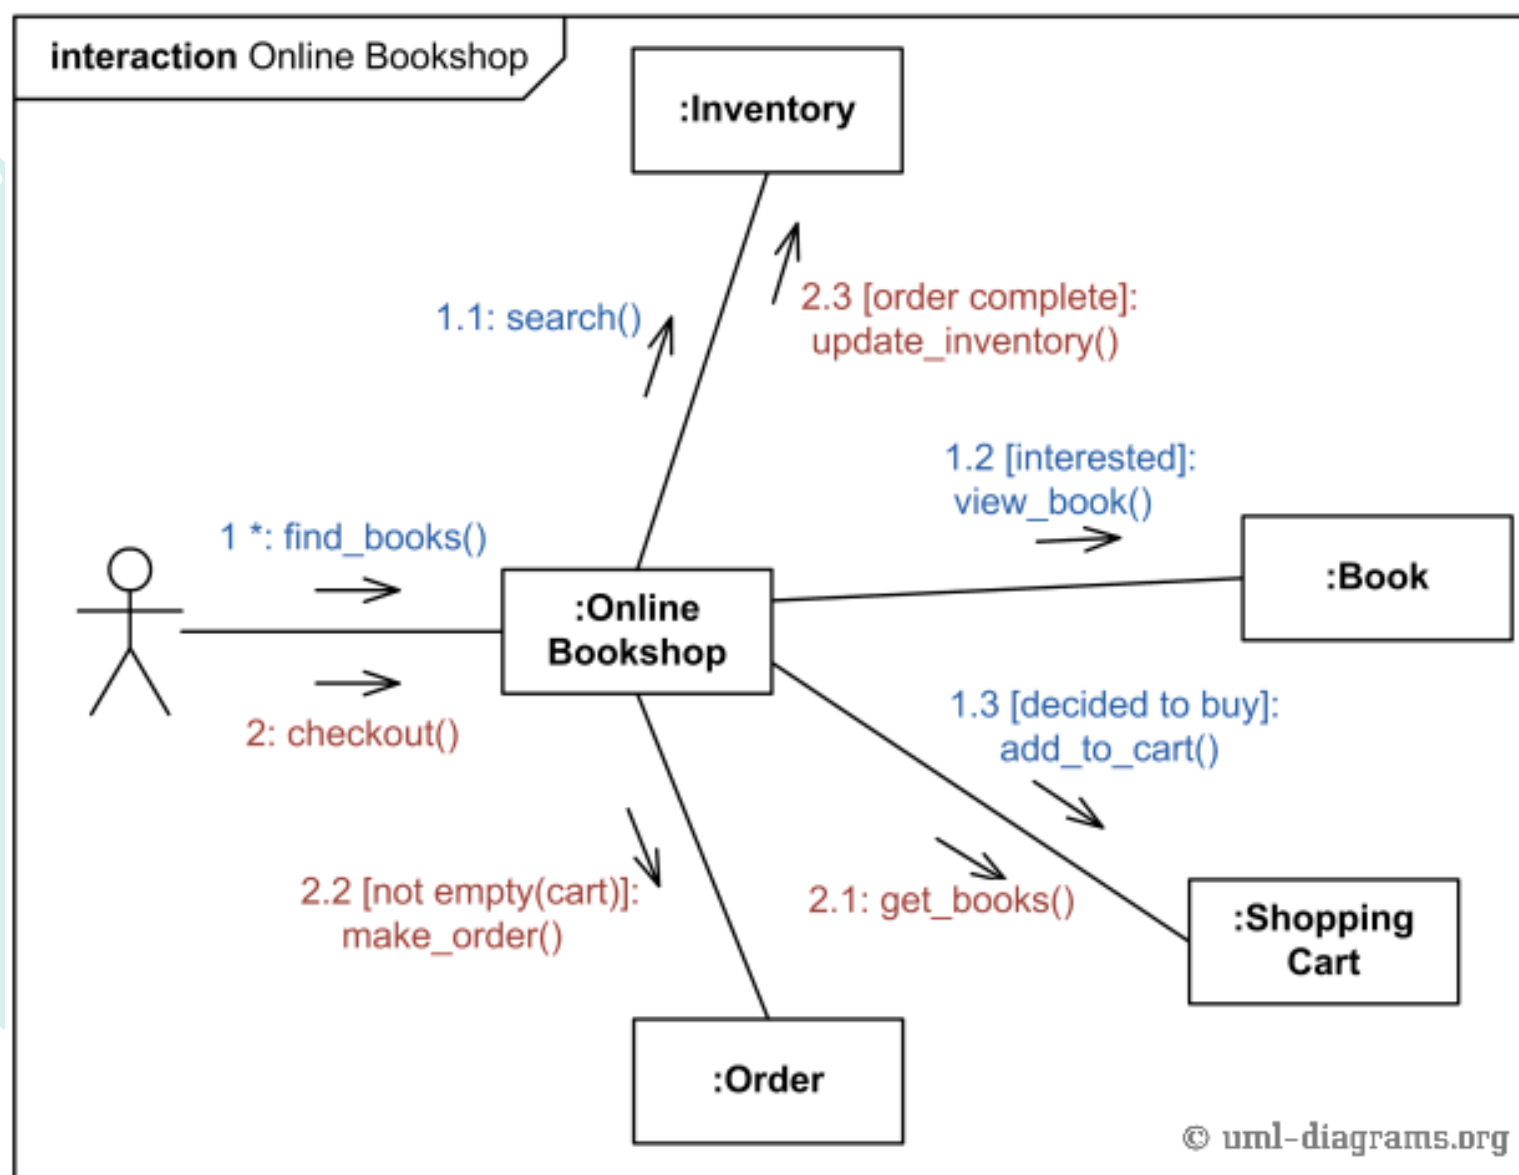 interaction Online Bookshop
:Inventory
1.1: search()
2.3 [order complete]:
update_inventory()
1.2 [interested]:
view_book()
1 *: find_books()
:Online
Bookshop
:Book
2: checkout()
1.3 [decided to buy]:
add_to_cart()
2.2 [not empty(cart)]:
make_order()
2.1: get_books()
:Shopping
Cart
:Order
© uml-diagrams.org